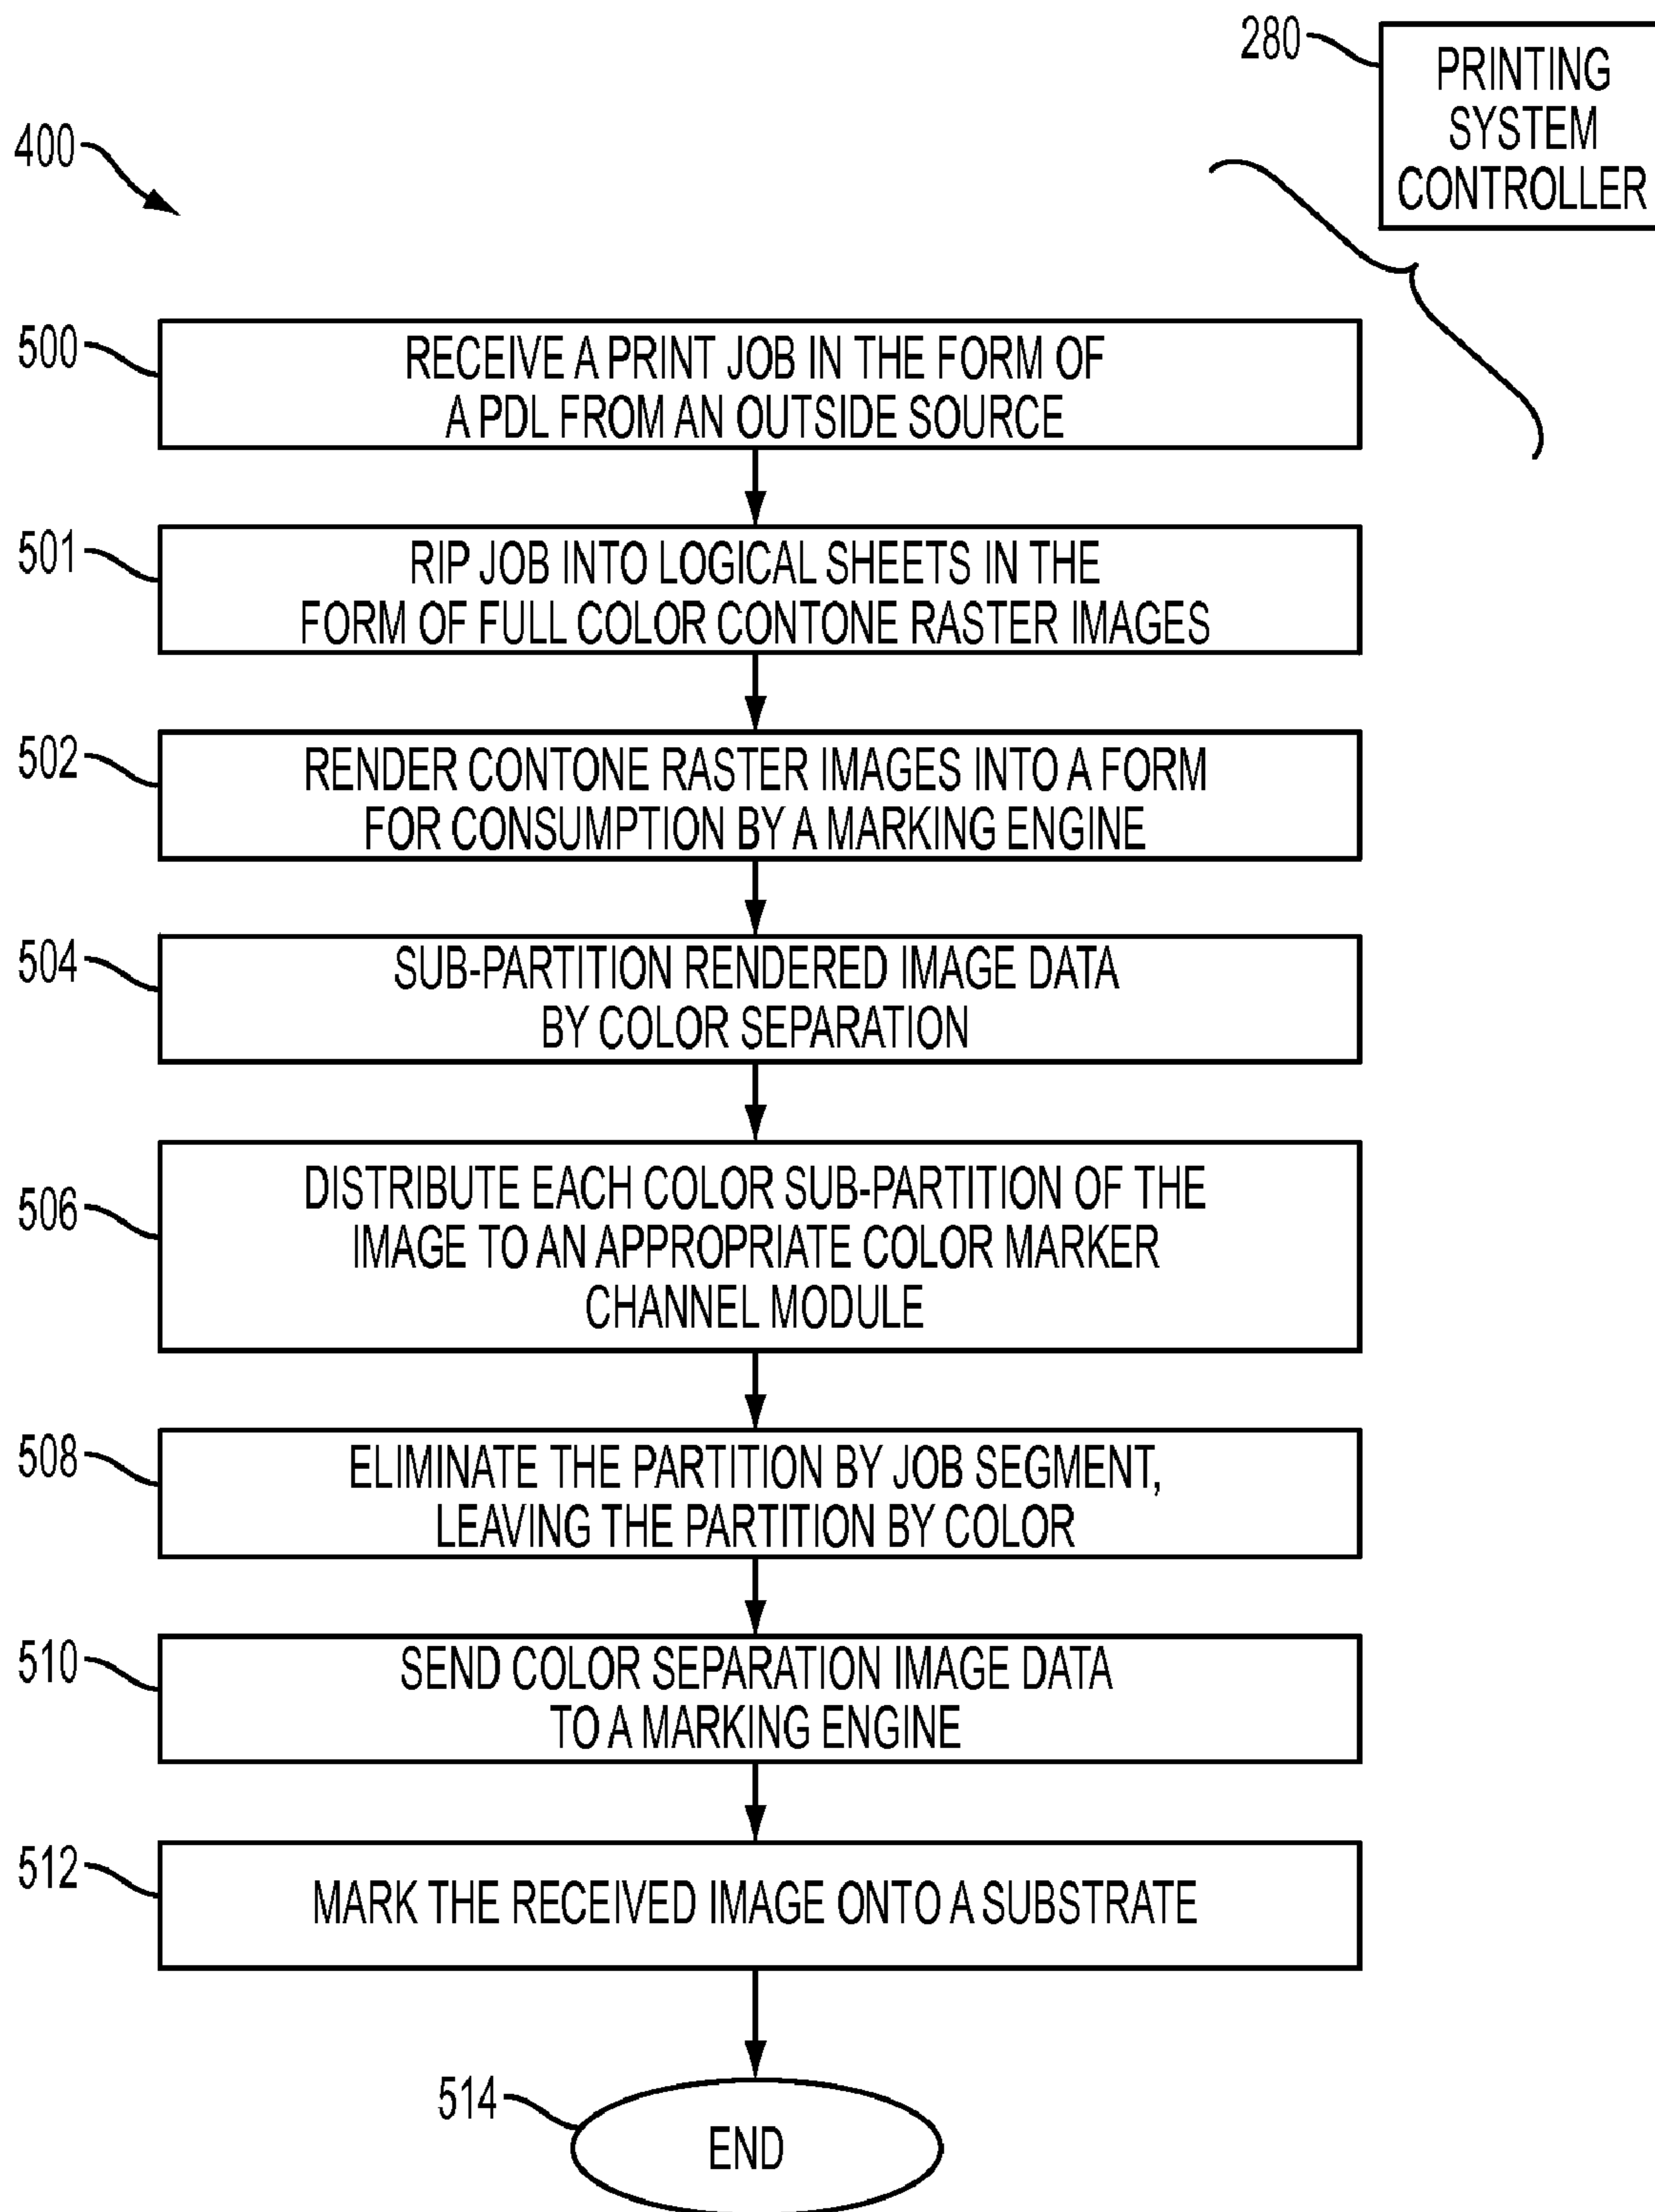 280
PRINTING
SYSTEM
CONTROLLER
400
500
RECEIVE A PRINT JOB IN THE FORM OF
A PDL FROM AN OUTSIDE SOURCE
501
RIP JOB INTO LOGICAL SHEETS IN THE
FORM OF FULL COLOR CONTONE RASTER IMAGES
502
RENDER CONTONE RASTER IMAGES INTO A FORM
FOR CONSUMPTION BY A MARKING ENGINE
504
SUB-PARTITION RENDERED IMAGE DATA
BY COLOR SEPARATION
506
DISTRIBUTE EACH COLOR SUB-PARTITION OF THE
IMAGE TO AN APPROPRIATE COLOR MARKER
CHANNEL MODULE
508
ELIMINATE THE PARTITION BY JOB SEGMENT,
LEAVING THE PARTITION BY COLOR
510
SEND COLOR SEPARATION IMAGE DATA
TO A MARKING ENGINE
512
MARK THE RECEIVED IMAGE ONTO A SUBSTRATE
514
END